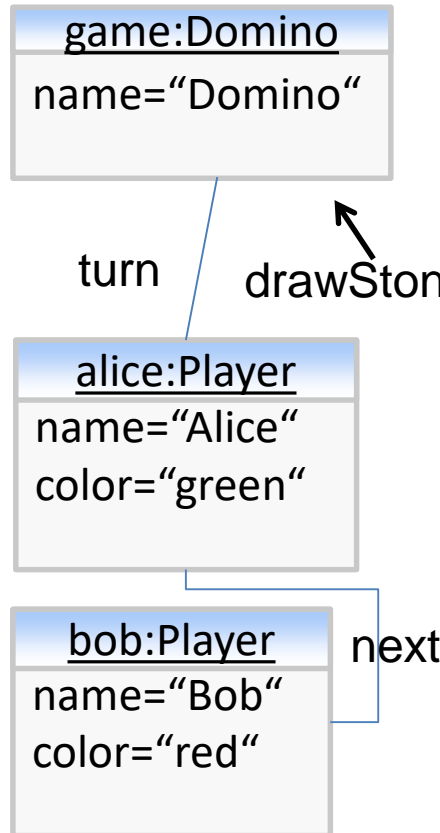 game:Domino
name=“Domino“
turn
drawSton
alice:Player
name=“Alice“
color=“green“
bob:Player
next
name=“Bob“
color=“red“